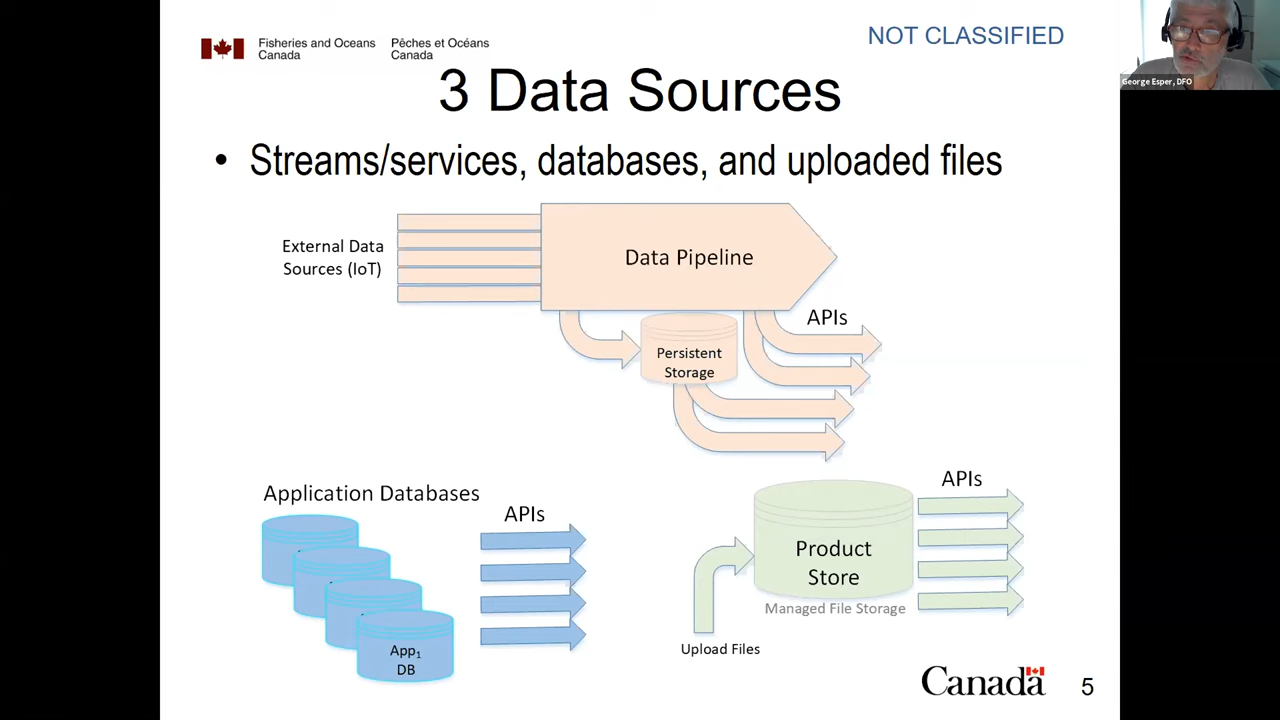 Fisheries and Oceans
Canada
Pêches et Océans
Canada
NOT CLASSIFIED
George Esper, DFO
3 Data Sources
• Streams/services, databases, and uploaded files
External Data
Sources (IoT)
Data Pipeline
APIs
Persistent
Storage
Application Databases
APIs
App₁
DB
APIs
Product
Store
Managed File Storage
Upload Files
Canada
5